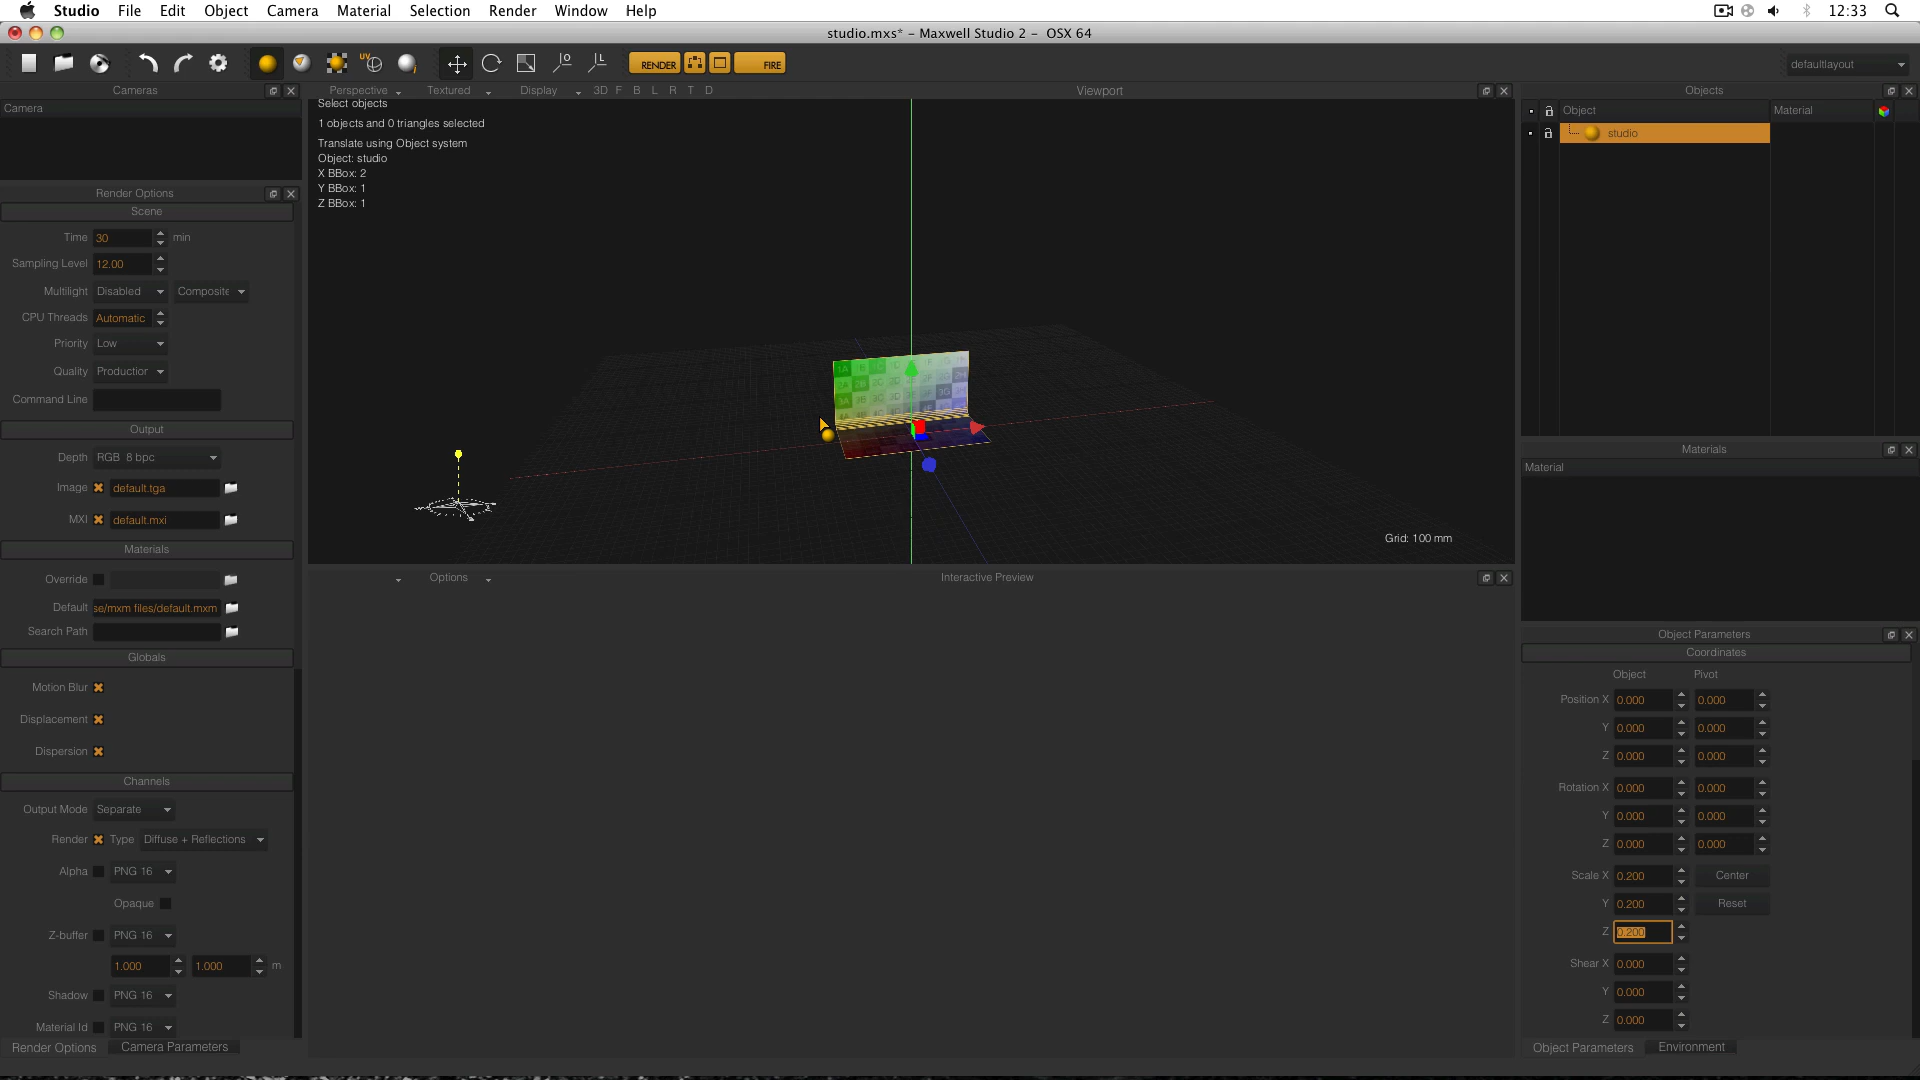 Studio File Edit Object Camera Material Selection Render Window Help 12:33
studio.mxs* – Maxwell Studio 2 – OSX 64
UV
RENDER FIRE
defaultlayout
Cameras
Camera
Render Options
Scene
Time 30 min
Sampling Level 12.00
Multilight Disabled Composite
CPU Threads Automatic
Priority Low
Quality Production
Command Line
Output
Depth RGB 8 bpc
Image default.tga
MXI default.mxi
Materials
Override
Default se/mxm files/default.mxm
Search Path
Globals
Motion Blur
Displacement
Dispersion
Channels
Output Mode Separate
Render Type Diffuse + Reflections
Alpha PNG 16
Opaque
Z-buffer PNG 16
1.000 1.000 m
Shadow PNG 16
Material Id PNG 16
Render Options Camera Parameters
Perspective Textured Display 3D F B L R T D Viewport
Select objects
1 objects and 0 triangles selected
Translate using Object system
Object: studio
X BBox: 2
Y BBox: 1
Z BBox: 1
Grid: 100 mm
Options Interactive Preview
Objects
Object Material
studio
Materials
Material
Object Parameters
Coordinates
Object Pivot
Position X 0.000 0.000
Y 0.000 0.000
Z 0.000 0.000
Rotation X 0.000 0.000
Y 0.000 0.000
Z 0.000 0.000
Scale X 0.200 Center
Y 0.200 Reset
Z 0.200
Shear X 0.000
Y 0.000
Z 0.000
Object Parameters Environment